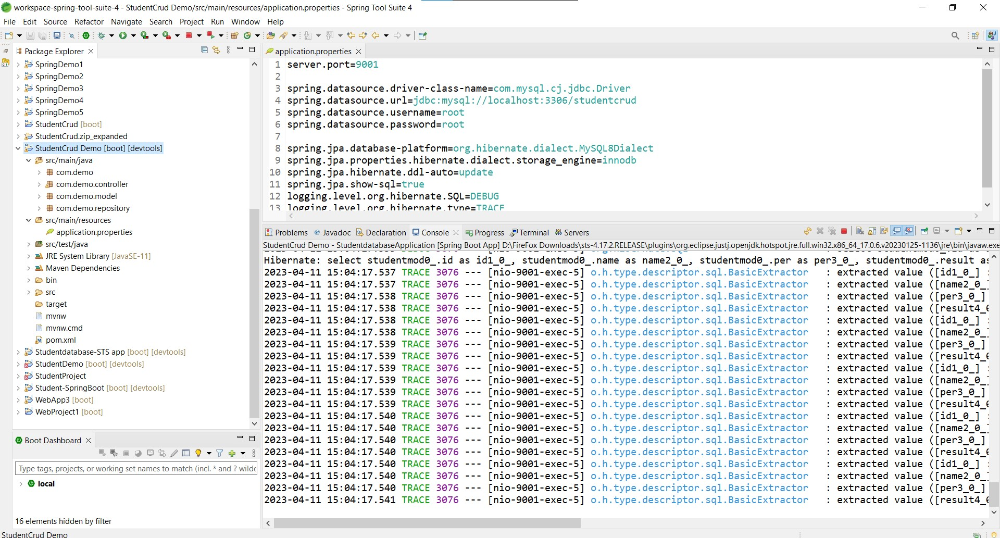 workspace-spring-tool-suite-4 - StudentCrud Demo/src/main/resources/application.properties - Spring Tool Suite 4
File Edit Source Refactor Navigate Search Project Run Window Help
Package Explorer
SpringDemo1
SpringDemo2
SpringDemo3
SpringDemo4
SpringDemo5
StudentCrud [boot]
StudentCrud.zip_expanded
StudentCrud Demo [boot] [devtools]
src/main/java
com.demo
com.demo.controller
com.demo.model
com.demo.repository
src/main/resources
application.properties
src/test/java
JRE System Library [JavaSE-11]
Maven Dependencies
bin
src
target
mvnw
mvnw.cmd
pom.xml
Studentdatabase-STS app [boot] [devtools]
StudentDemo [boot] [devtools]
StudentProject
Student-SpringBoot [boot] [devtools]
WebApp3 [boot]
WebProject1 [boot]
Boot Dashboard
Type tags, projects, or working set names to match (incl. * and ? wildc
local
16 elements hidden by filter
application.properties
1 server.port=9001
2
3 spring.datasource.driver-class-name=com.mysql.cj.jdbc.Driver
4 spring.datasource.url=jdbc:mysql://localhost:3306/studentcrud
5 spring.datasource.username=root
6 spring.datasource.password=root
7
8 spring.jpa.database-platform=org.hibernate.dialect.MySQL8Dialect
9 spring.jpa.properties.hibernate.dialect.storage_engine=innodb
10 spring.jpa.hibernate.ddl-auto=update
11 spring.jpa.show-sql=true
12 logging.level.org.hibernate.SQL=DEBUG
13 logging.level.org.hibernate.type=TRACE
Problems @ Javadoc Declaration Console Progress Terminal Servers
StudentCrud Demo - StudentdatabaseApplication [Spring Boot App] D:\FireFox Downloads\sts-4.17.2.RELEASE\plugins\org.eclipse.justj.openjdk.hotspot.jre.full.win32.x86_64_17.0.6.v20230125-1136\jre\bin\javaw.exe
Hibernate: select studentmod0_.id as id1_0_, studentmod0_.name as name2_0_, studentmod0_.per as per3_0_, studentmod0_.result as
2023-04-11 15:04:17.537 TRACE 3076 --- [nio-9001-exec-5] o.h.type.descriptor.sql.BasicExtractor : extracted value ([id1_0_] :
2023-04-11 15:04:17.537 TRACE 3076 --- [nio-9001-exec-5] o.h.type.descriptor.sql.BasicExtractor : extracted value ([name2_0_]
2023-04-11 15:04:17.538 TRACE 3076 --- [nio-9001-exec-5] o.h.type.descriptor.sql.BasicExtractor : extracted value ([per3_0_]
2023-04-11 15:04:17.538 TRACE 3076 --- [nio-9001-exec-5] o.h.type.descriptor.sql.BasicExtractor : extracted value ([result4_0
2023-04-11 15:04:17.538 TRACE 3076 --- [nio-9001-exec-5] o.h.type.descriptor.sql.BasicExtractor : extracted value ([id1_0_] :
2023-04-11 15:04:17.538 TRACE 3076 --- [nio-9001-exec-5] o.h.type.descriptor.sql.BasicExtractor : extracted value ([name2_0_]
2023-04-11 15:04:17.539 TRACE 3076 --- [nio-9001-exec-5] o.h.type.descriptor.sql.BasicExtractor : extracted value ([per3_0_]
2023-04-11 15:04:17.539 TRACE 3076 --- [nio-9001-exec-5] o.h.type.descriptor.sql.BasicExtractor : extracted value ([result4_0
2023-04-11 15:04:17.539 TRACE 3076 --- [nio-9001-exec-5] o.h.type.descriptor.sql.BasicExtractor : extracted value ([id1_0_] :
2023-04-11 15:04:17.539 TRACE 3076 --- [nio-9001-exec-5] o.h.type.descriptor.sql.BasicExtractor : extracted value ([name2_0_]
2023-04-11 15:04:17.539 TRACE 3076 --- [nio-9001-exec-5] o.h.type.descriptor.sql.BasicExtractor : extracted value ([per3_0_]
2023-04-11 15:04:17.539 TRACE 3076 --- [nio-9001-exec-5] o.h.type.descriptor.sql.BasicExtractor : extracted value ([result4_0
2023-04-11 15:04:17.540 TRACE 3076 --- [nio-9001-exec-5] o.h.type.descriptor.sql.BasicExtractor : extracted value ([id1_0_] :
2023-04-11 15:04:17.540 TRACE 3076 --- [nio-9001-exec-5] o.h.type.descriptor.sql.BasicExtractor : extracted value ([name2_0_]
2023-04-11 15:04:17.540 TRACE 3076 --- [nio-9001-exec-5] o.h.type.descriptor.sql.BasicExtractor : extracted value ([per3_0_]
2023-04-11 15:04:17.540 TRACE 3076 --- [nio-9001-exec-5] o.h.type.descriptor.sql.BasicExtractor : extracted value ([result4_0
2023-04-11 15:04:17.540 TRACE 3076 --- [nio-9001-exec-5] o.h.type.descriptor.sql.BasicExtractor : extracted value ([id1_0_] :
2023-04-11 15:04:17.540 TRACE 3076 --- [nio-9001-exec-5] o.h.type.descriptor.sql.BasicExtractor : extracted value ([name2_0_]
2023-04-11 15:04:17.540 TRACE 3076 --- [nio-9001-exec-5] o.h.type.descriptor.sql.BasicExtractor : extracted value ([per3_0_]
2023-04-11 15:04:17.541 TRACE 3076 --- [nio-9001-exec-5] o.h.type.descriptor.sql.BasicExtractor : extracted value ([result4_0
StudentCrud Demo